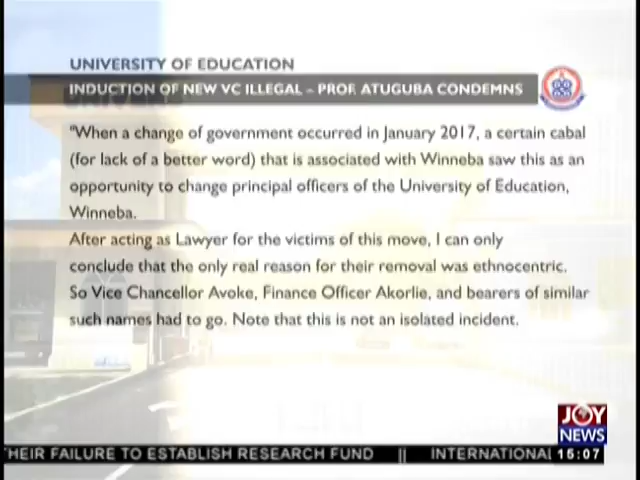 UNIVERSITY OF EDUCATION
INDUCTION OF NEW VC ILLEGAL - PROF. ATUGUBA CONDEMNS
"When a change of government occurred in January 2017, a certain cabal
(for lack of a better word) that is associated with Winneba saw this as an
opportunity to change principal officers of the University of Education,
Winneba.
After acting as Lawyer for the victims of this move, I can only
conclude that the only real reason for their removal was ethnocentric.
So Vice Chancellor Avoke, Finance Officer Akorlie, and bearers of similar
such names had to go. Note that this is not an isolated incident.
JOY
NEWS
HEIR FAILURE TO ESTABLISH RESEARCH FUND || INTERNATIONAL 15:07